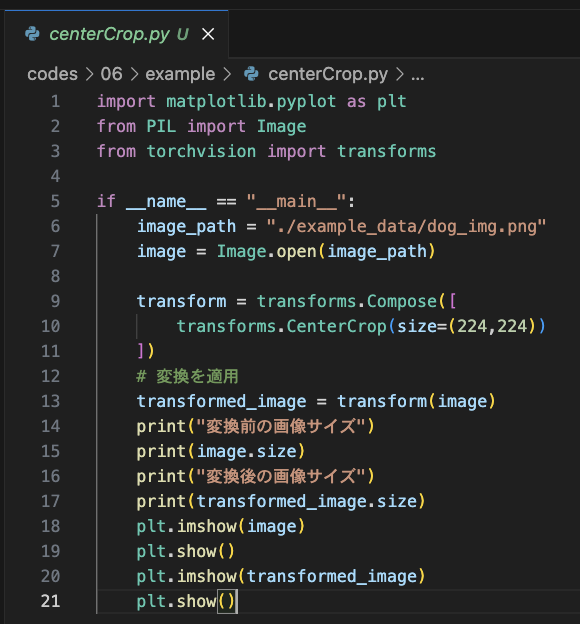 centerCrop.py U ×
codes > 06 > example > centerCrop.py > ...
1 import matplotlib.pyplot as plt
2 from PIL import Image
3 from torchvision import transforms
4
5 if __name__ == "__main__":
6     image_path = "./example_data/dog_img.png"
7     image = Image.open(image_path)
8
9     transform = transforms.Compose([
10         transforms.CenterCrop(size=(224,224))
11     ])
12     # 変換を適用
13     transformed_image = transform(image)
14     print("変換前の画像サイズ")
15     print(image.size)
16     print("変換後の画像サイズ")
17     print(transformed_image.size)
18     plt.imshow(image)
19     plt.show()
20     plt.imshow(transformed_image)
21     plt.show()